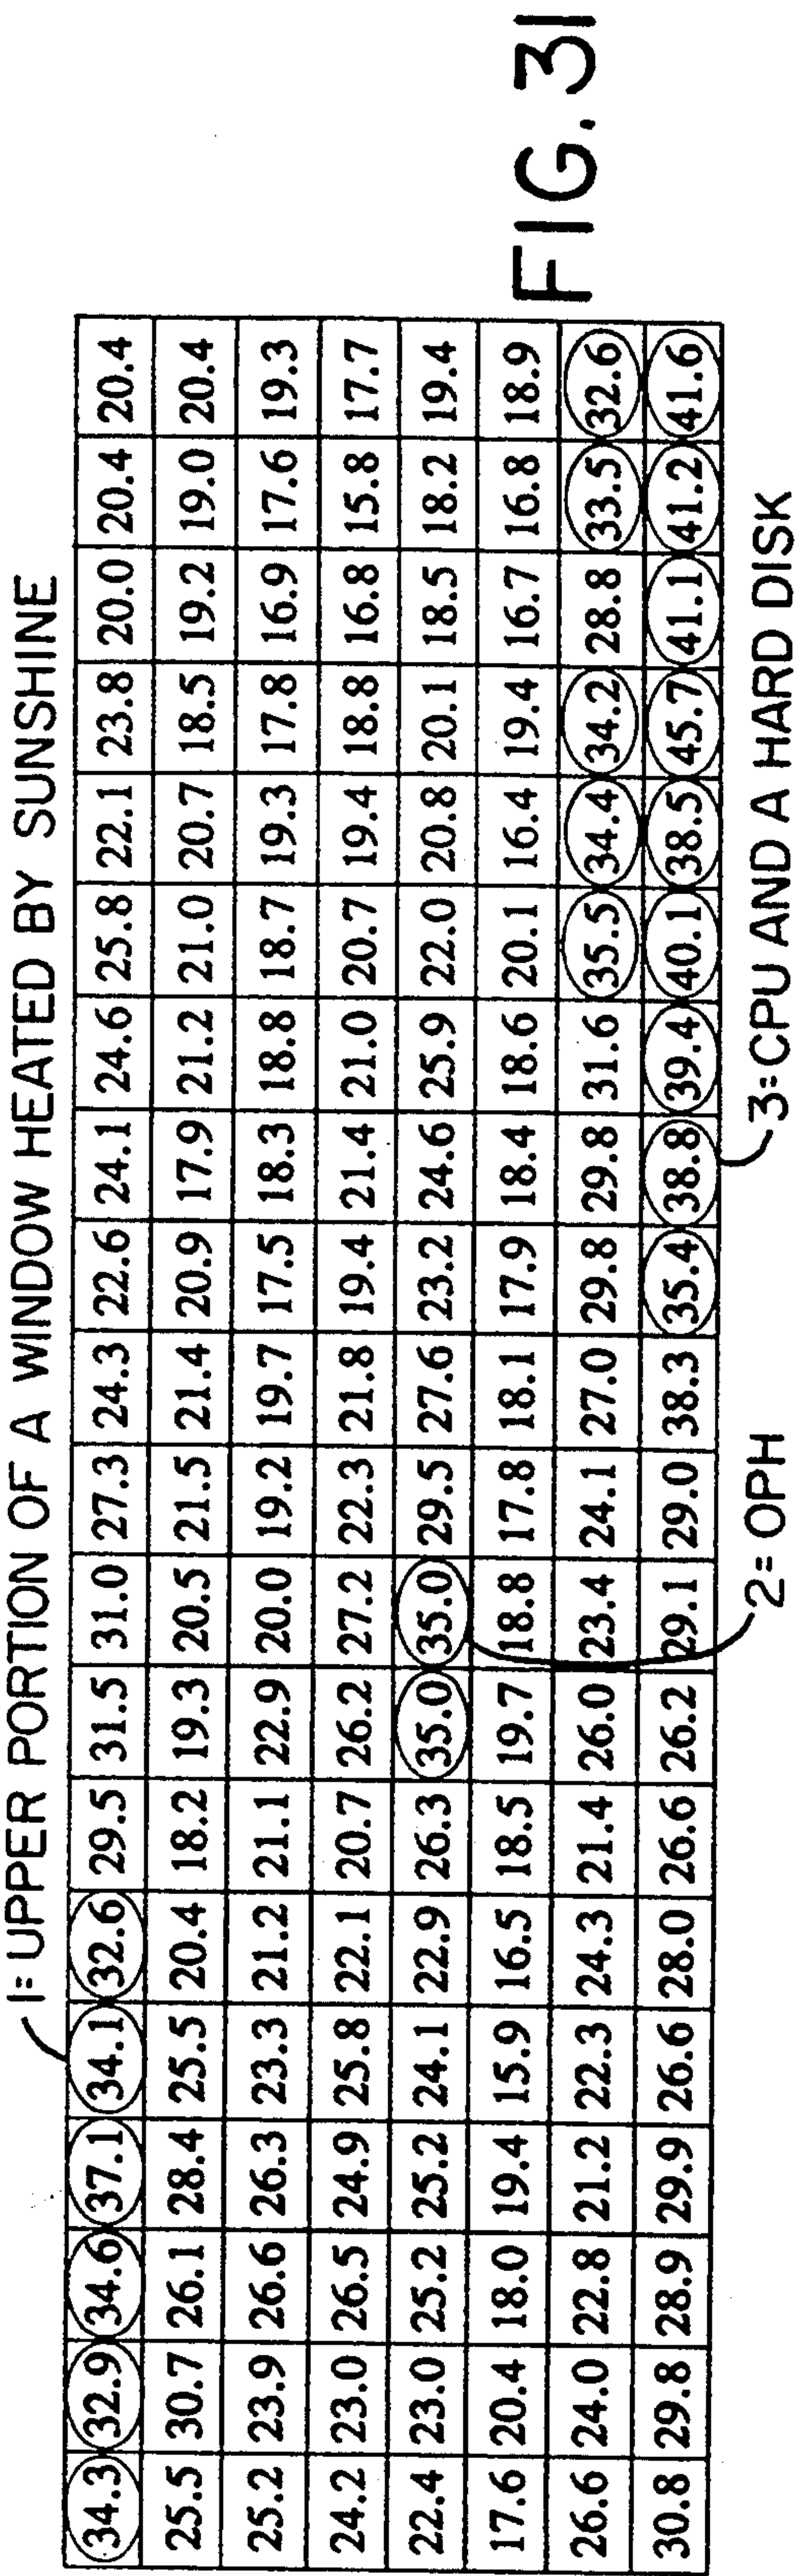 1: UPPER PORTION OF A WINDOW HEATED BY SUNSHINE
34.3 32.9 34.6 37.1 34.1 32.6 29.5 31.5 31.0 27.3 24.3 22.6 24.1 24.6 25.8 22.1 23.8 20.0 20.4 20.4
25.5 30.7 26.1 28.4 25.5 20.4 18.2 19.3 20.5 21.5 21.4 20.9 17.9 21.2 21.0 20.7 18.5 19.2 19.0 20.4
25.2 23.9 26.6 26.3 23.3 21.2 21.1 22.9 20.0 19.2 19.7 17.5 18.3 18.8 18.7 19.3 17.8 16.9 17.6 19.3
24.2 23.0 26.5 24.9 25.8 22.1 20.7 26.2 27.2 22.3 21.8 19.4 21.4 21.0 20.7 19.4 18.8 16.8 15.8 17.7
22.4 23.0 25.2 25.2 24.1 22.9 26.3 35.0 35.0 29.5 27.6 23.2 24.6 25.9 22.0 20.8 20.1 18.5 18.2 19.4
17.6 20.4 18.0 19.4 15.9 16.5 18.5 19.7 18.8 17.8 18.1 17.9 18.4 18.6 20.1 16.4 19.4 16.7 16.8 18.9
26.6 24.0 22.8 21.2 22.3 24.3 21.4 26.0 23.4 24.1 27.0 29.8 29.8 31.6 35.5 34.4 34.2 28.8 33.5 32.6
30.8 29.8 28.9 29.9 26.6 28.0 26.6 26.2 29.1 29.0 38.3 35.4 38.8 39.4 40.1 38.5 45.7 41.1 41.2 41.6
2: OPH
3:CPU AND A HARD DISK
FIG. 31